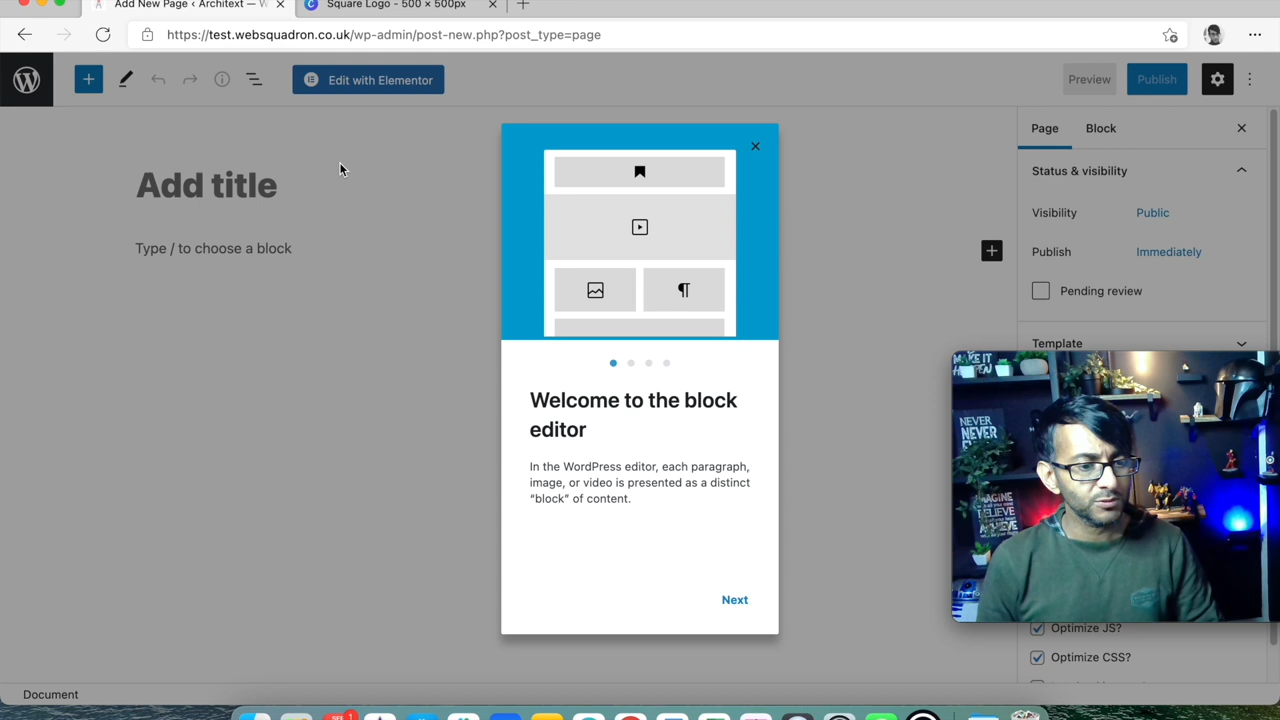 Add New Page ‹ Architext — W
Square Logo - 500 × 500px
https://test.websquadron.co.uk/wp-admin/post-new.php?post_type=page
Edit with Elementor
Preview
Publish
Page
Block
Add title
Status & visibility
Visibility
Public
Type / to choose a block
Publish
Immediately
Pending review
Template
Welcome to the block
editor
In the WordPress editor, each paragraph,
image, or video is presented as a distinct
“block” of content.
Next
MAKE IT
HAPPEN
NEVER
NEVER
IMAGINE
BELIEVE
Optimize JS?
Optimize CSS?
Document